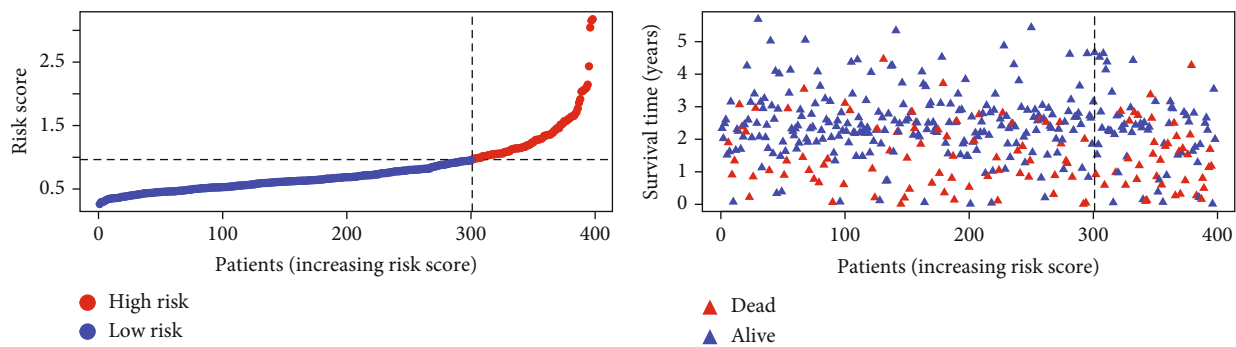 Risk score
2.5
1.5
0.5
0
100
200
300
400
Patients (increasing risk score)
High risk
Low risk
Survival time (years)
5
4
3
2
1
0
0
100
200
300
400
Patients (increasing risk score)
Dead
Alive